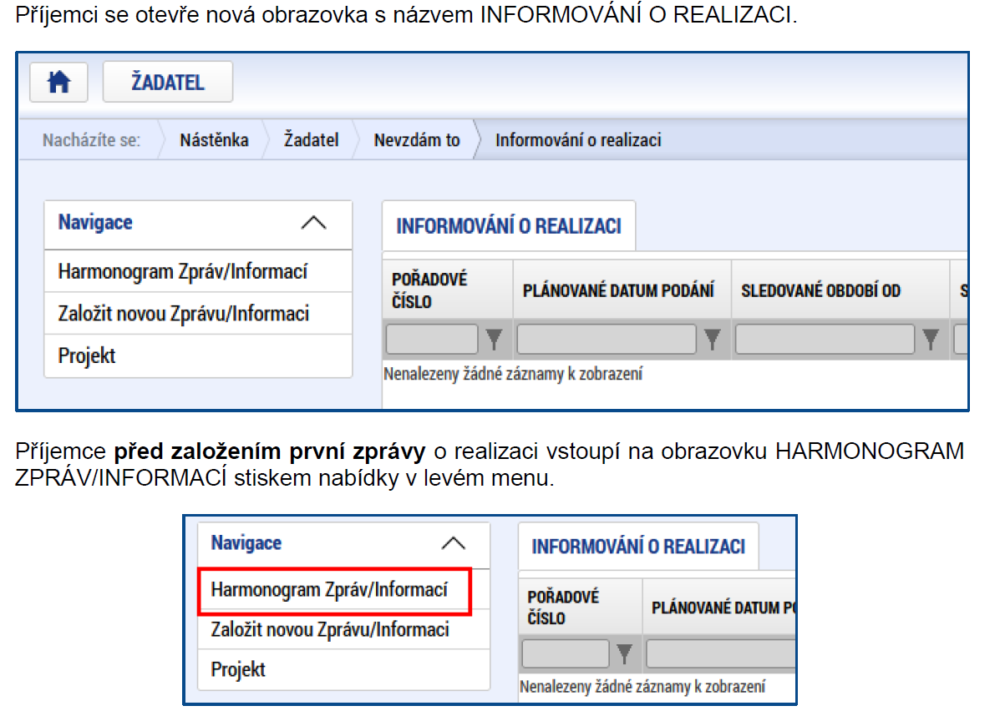 Příjemci se otevře nová obrazovka s názvem INFORMOVÁNÍ O REALIZACI.
ŽADATEL
Nacházíte se: Nástěnka Žadatel Nevzdám to Informování o realizaci
Navigace
Harmonogram Zpráv/Informací
Založit novou Zprávu/Informaci
Projekt
INFORMOVÁNÍ O REALIZACI
POŘADOVÉ
ČÍSLO
PLÁNOVANÉ DATUM PODÁNÍ
SLEDOVANÉ OBDOBÍ OD
S
Nenalezeny žádné záznamy k zobrazení
Příjemce před založením první zprávy o realizaci vstoupí na obrazovku HARMONOGRAM
ZPRÁV/INFORMACÍ stiskem nabídky v levém menu.
Navigace
Harmonogram Zpráv/Informací
Založit novou Zprávu/Informaci
Projekt
INFORMOVÁNÍ O REALIZACI
POŘADOVÉ
ČÍSLO
PLÁNOVANÉ DATUM PO
Nenalezeny žádné záznamy k zobrazení